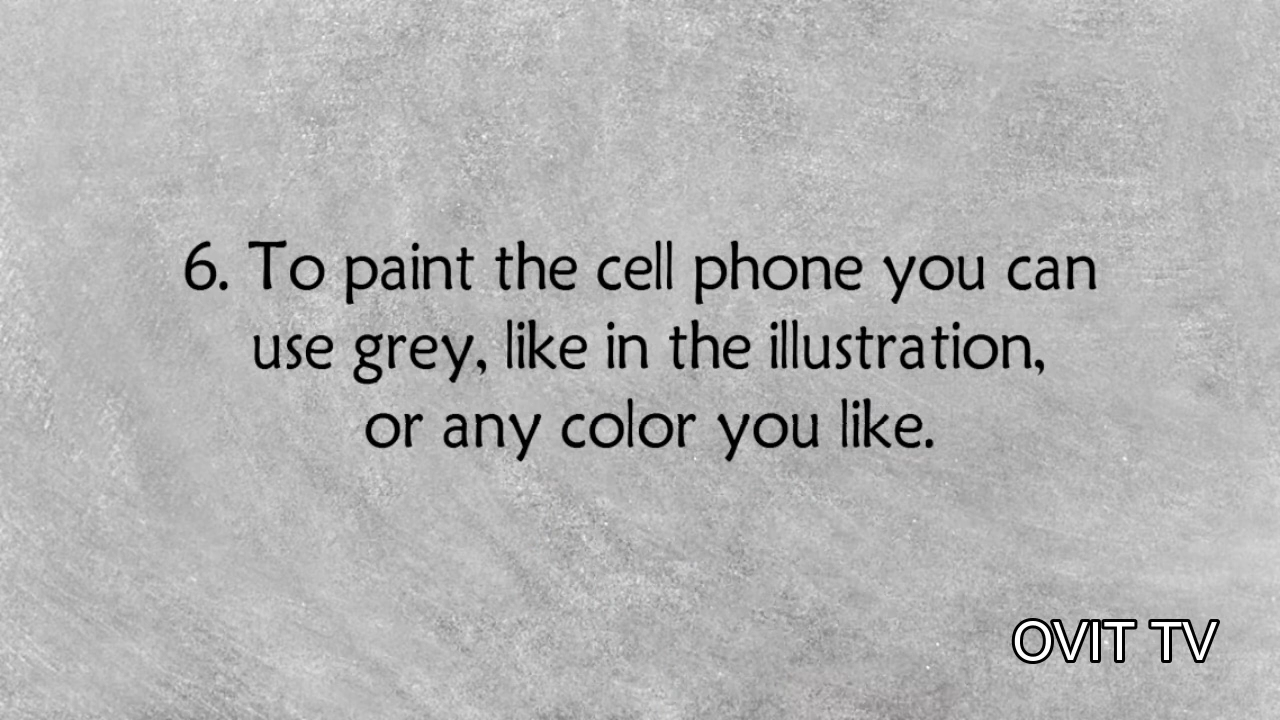 6. To paint the cell phone you can
use grey, like in the illustration,
or any color you like.
OVIT TV